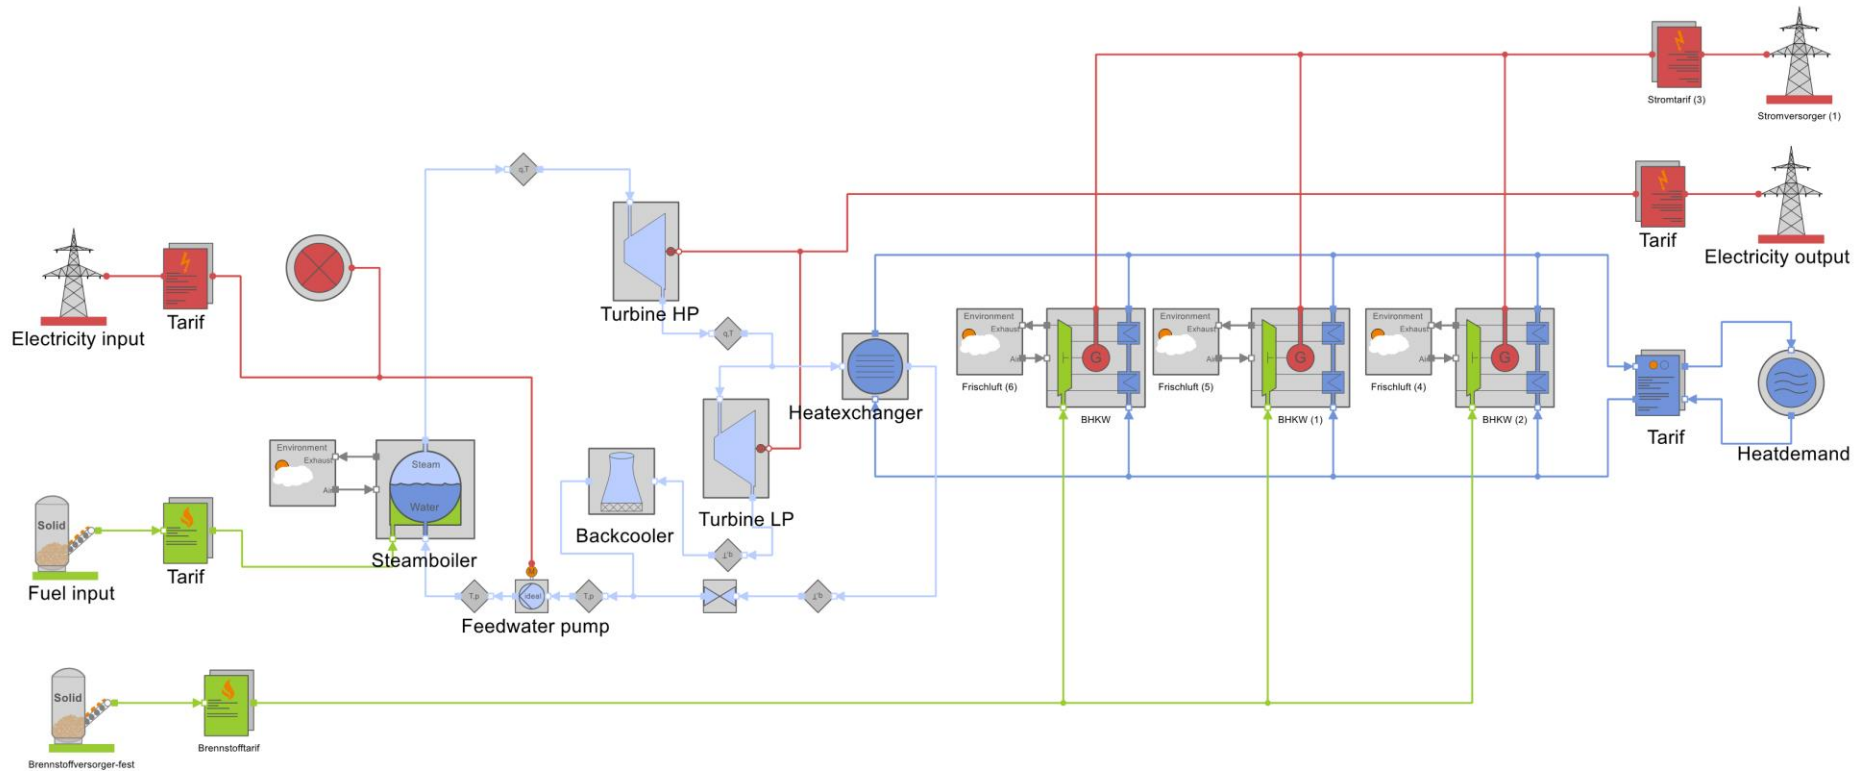 Stromtarif (3)
Stromversorger (1)
q,T
Tarif
Electricity output
Electricity input
Tarif
Turbine HP
q,T
Environment
Exhaust
Air
Frischluft (6)
G
BHKW
Environment
Exhaust
Air
Frischluft (5)
G
BHKW (1)
Environment
Exhaust
Air
Frischluft (4)
G
BHKW (2)
Heatexchanger
Tarif
Heatdemand
Environment
Exhaust
Air
Steam
Water
Steamboiler
Turbine LP
Backcooler
q,T
Solid
Fuel input
Tarif
T,p
M
ideal
T,p
q,T
Feedwater pump
Solid
Brennstoffversorger-fest
Brennstofftarif